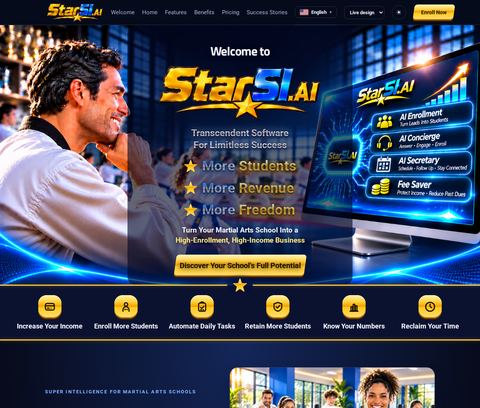 StarSI.AI
Welcome Home Features Benefits Pricing Success Stories English Live design Enroll Now
Welcome to
StarSI.AI
Transcendent Software
For Limitless Success
More Students
More Revenue
More Freedom
Turn Your Martial Arts School Into a
High-Enrollment, High-Income Business
Discover Your School's Full Potential
StarSI.AI
StarSI.AI
AI Enrollment
Turn Leads Into Students
AI Concierge
Answer • Engage • Enroll
AI Secretary
Schedule • Follow Up • Stay Connected
Fee Saver
Protect Income • Reduce Past Dues
Increase Your Income
Enroll More Students
Automate Daily Tasks
Retain More Students
Know Your Numbers
Reclaim Your Time
SUPER INTELLIGENCE FOR MARTIAL ARTS SCHOOLS